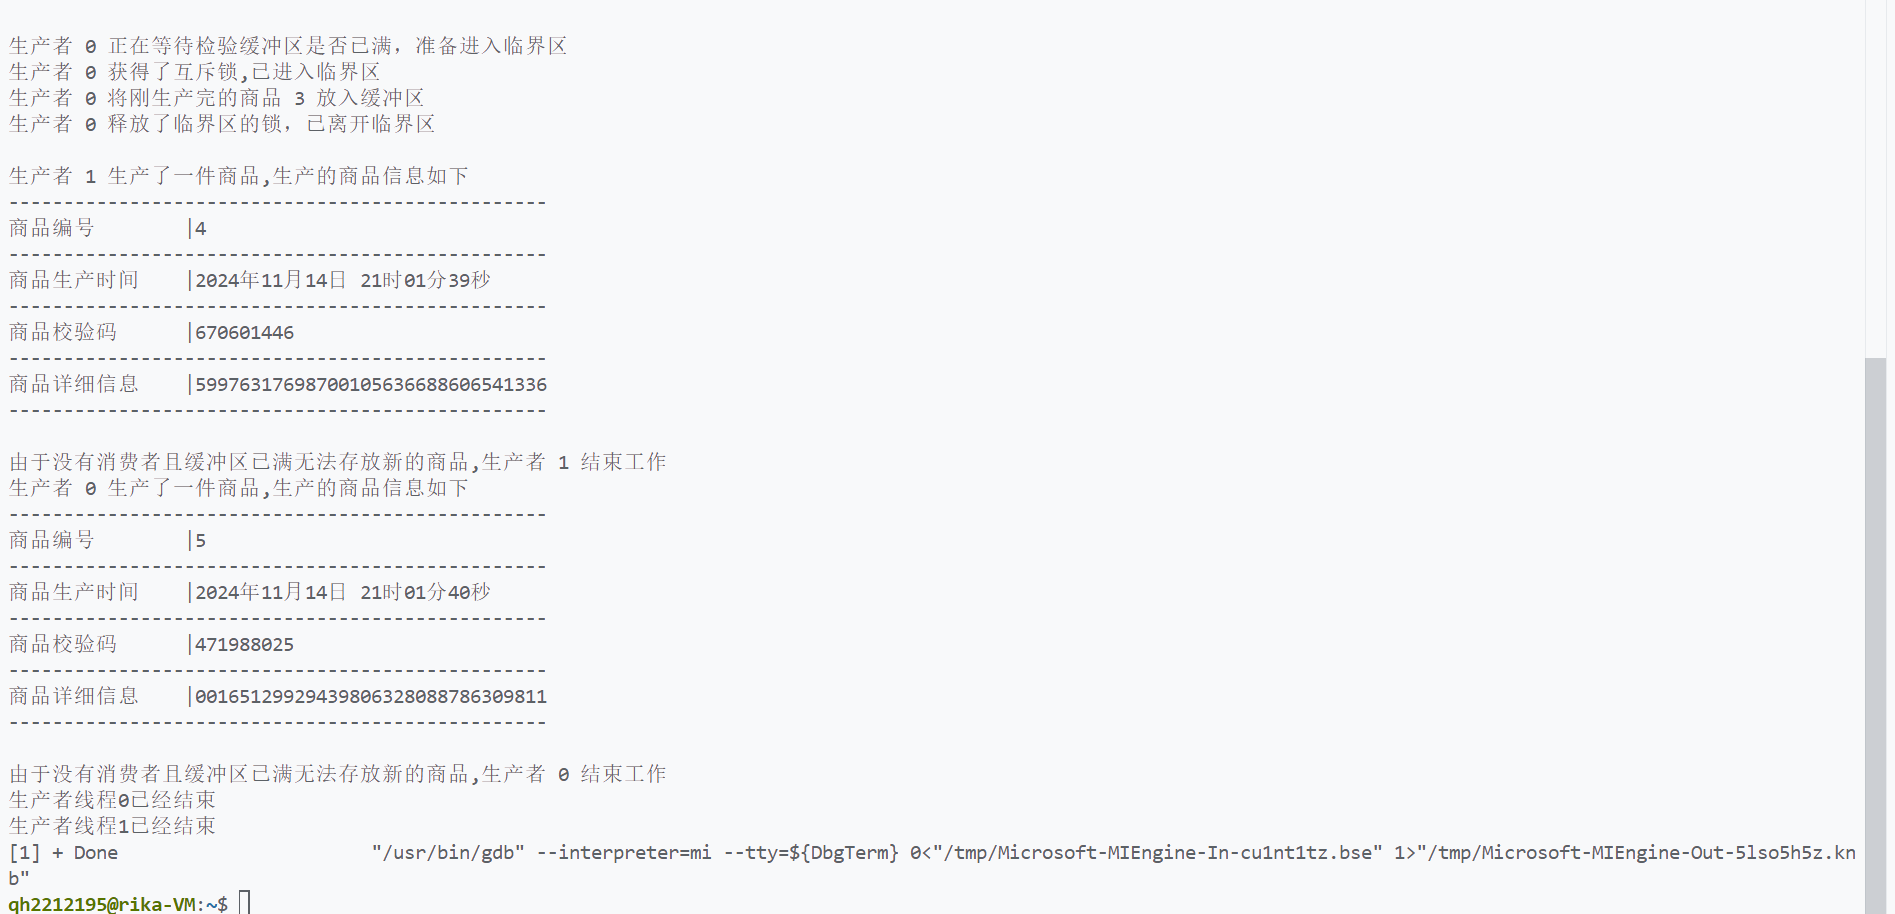 生产者 0 正在等待检验缓冲区是否已满，准备进入临界区
生产者 0 获得了互斥锁,已进入临界区
生产者 0 将刚生产完的商品 3 放入缓冲区
生产者 0 释放了临界区的锁，已离开临界区
生产者 1 生产了一件商品,生产的商品信息如下
-------------------------------------------------
商品编号 |4
-------------------------------------------------
商品生产时间 |2024年11月14日 21时01分39秒
-------------------------------------------------
商品校验码 |670601446
-------------------------------------------------
商品详细信息 |59976317698700105636688606541336
-------------------------------------------------
由于没有消费者且缓冲区已满无法存放新的商品,生产者 1 结束工作
生产者 0 生产了一件商品,生产的商品信息如下
-------------------------------------------------
商品编号 |5
-------------------------------------------------
商品生产时间 |2024年11月14日 21时01分40秒
-------------------------------------------------
商品校验码 |471988025
-------------------------------------------------
商品详细信息 |00165129929439806328088786309811
-------------------------------------------------
由于没有消费者且缓冲区已满无法存放新的商品,生产者 0 结束工作
生产者线程0已经结束
生产者线程1已经结束
[1] + Done "/usr/bin/gdb" --interpreter=mi --tty=${DbgTerm} 0<"/tmp/Microsoft-MIEngine-In-cu1nt1tz.bse" 1>"/tmp/Microsoft-MIEngine-Out-5lso5h5z.kn
b"
qh2212195@rika-VM:~$